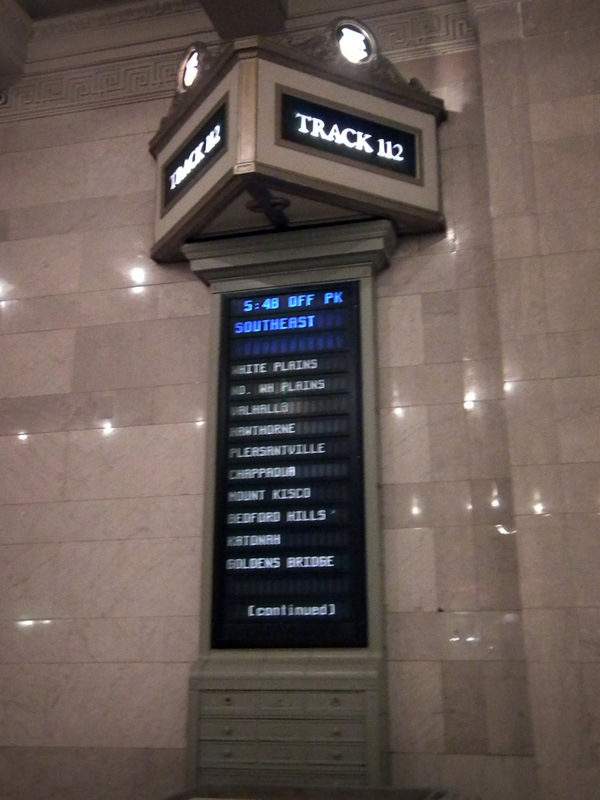 TRACK 112
TRACK 112
5:48 OFF PK
SOUTHEAST
WHITE PLAINS
NO. WH PLAINS
VALHALLA
HAWTHORNE
PLEASANTVILLE
CHAPPAQUA
MOUNT KISCO
BEDFORD HILLS
KATONAH
GOLDENS BRIDGE
[continued]